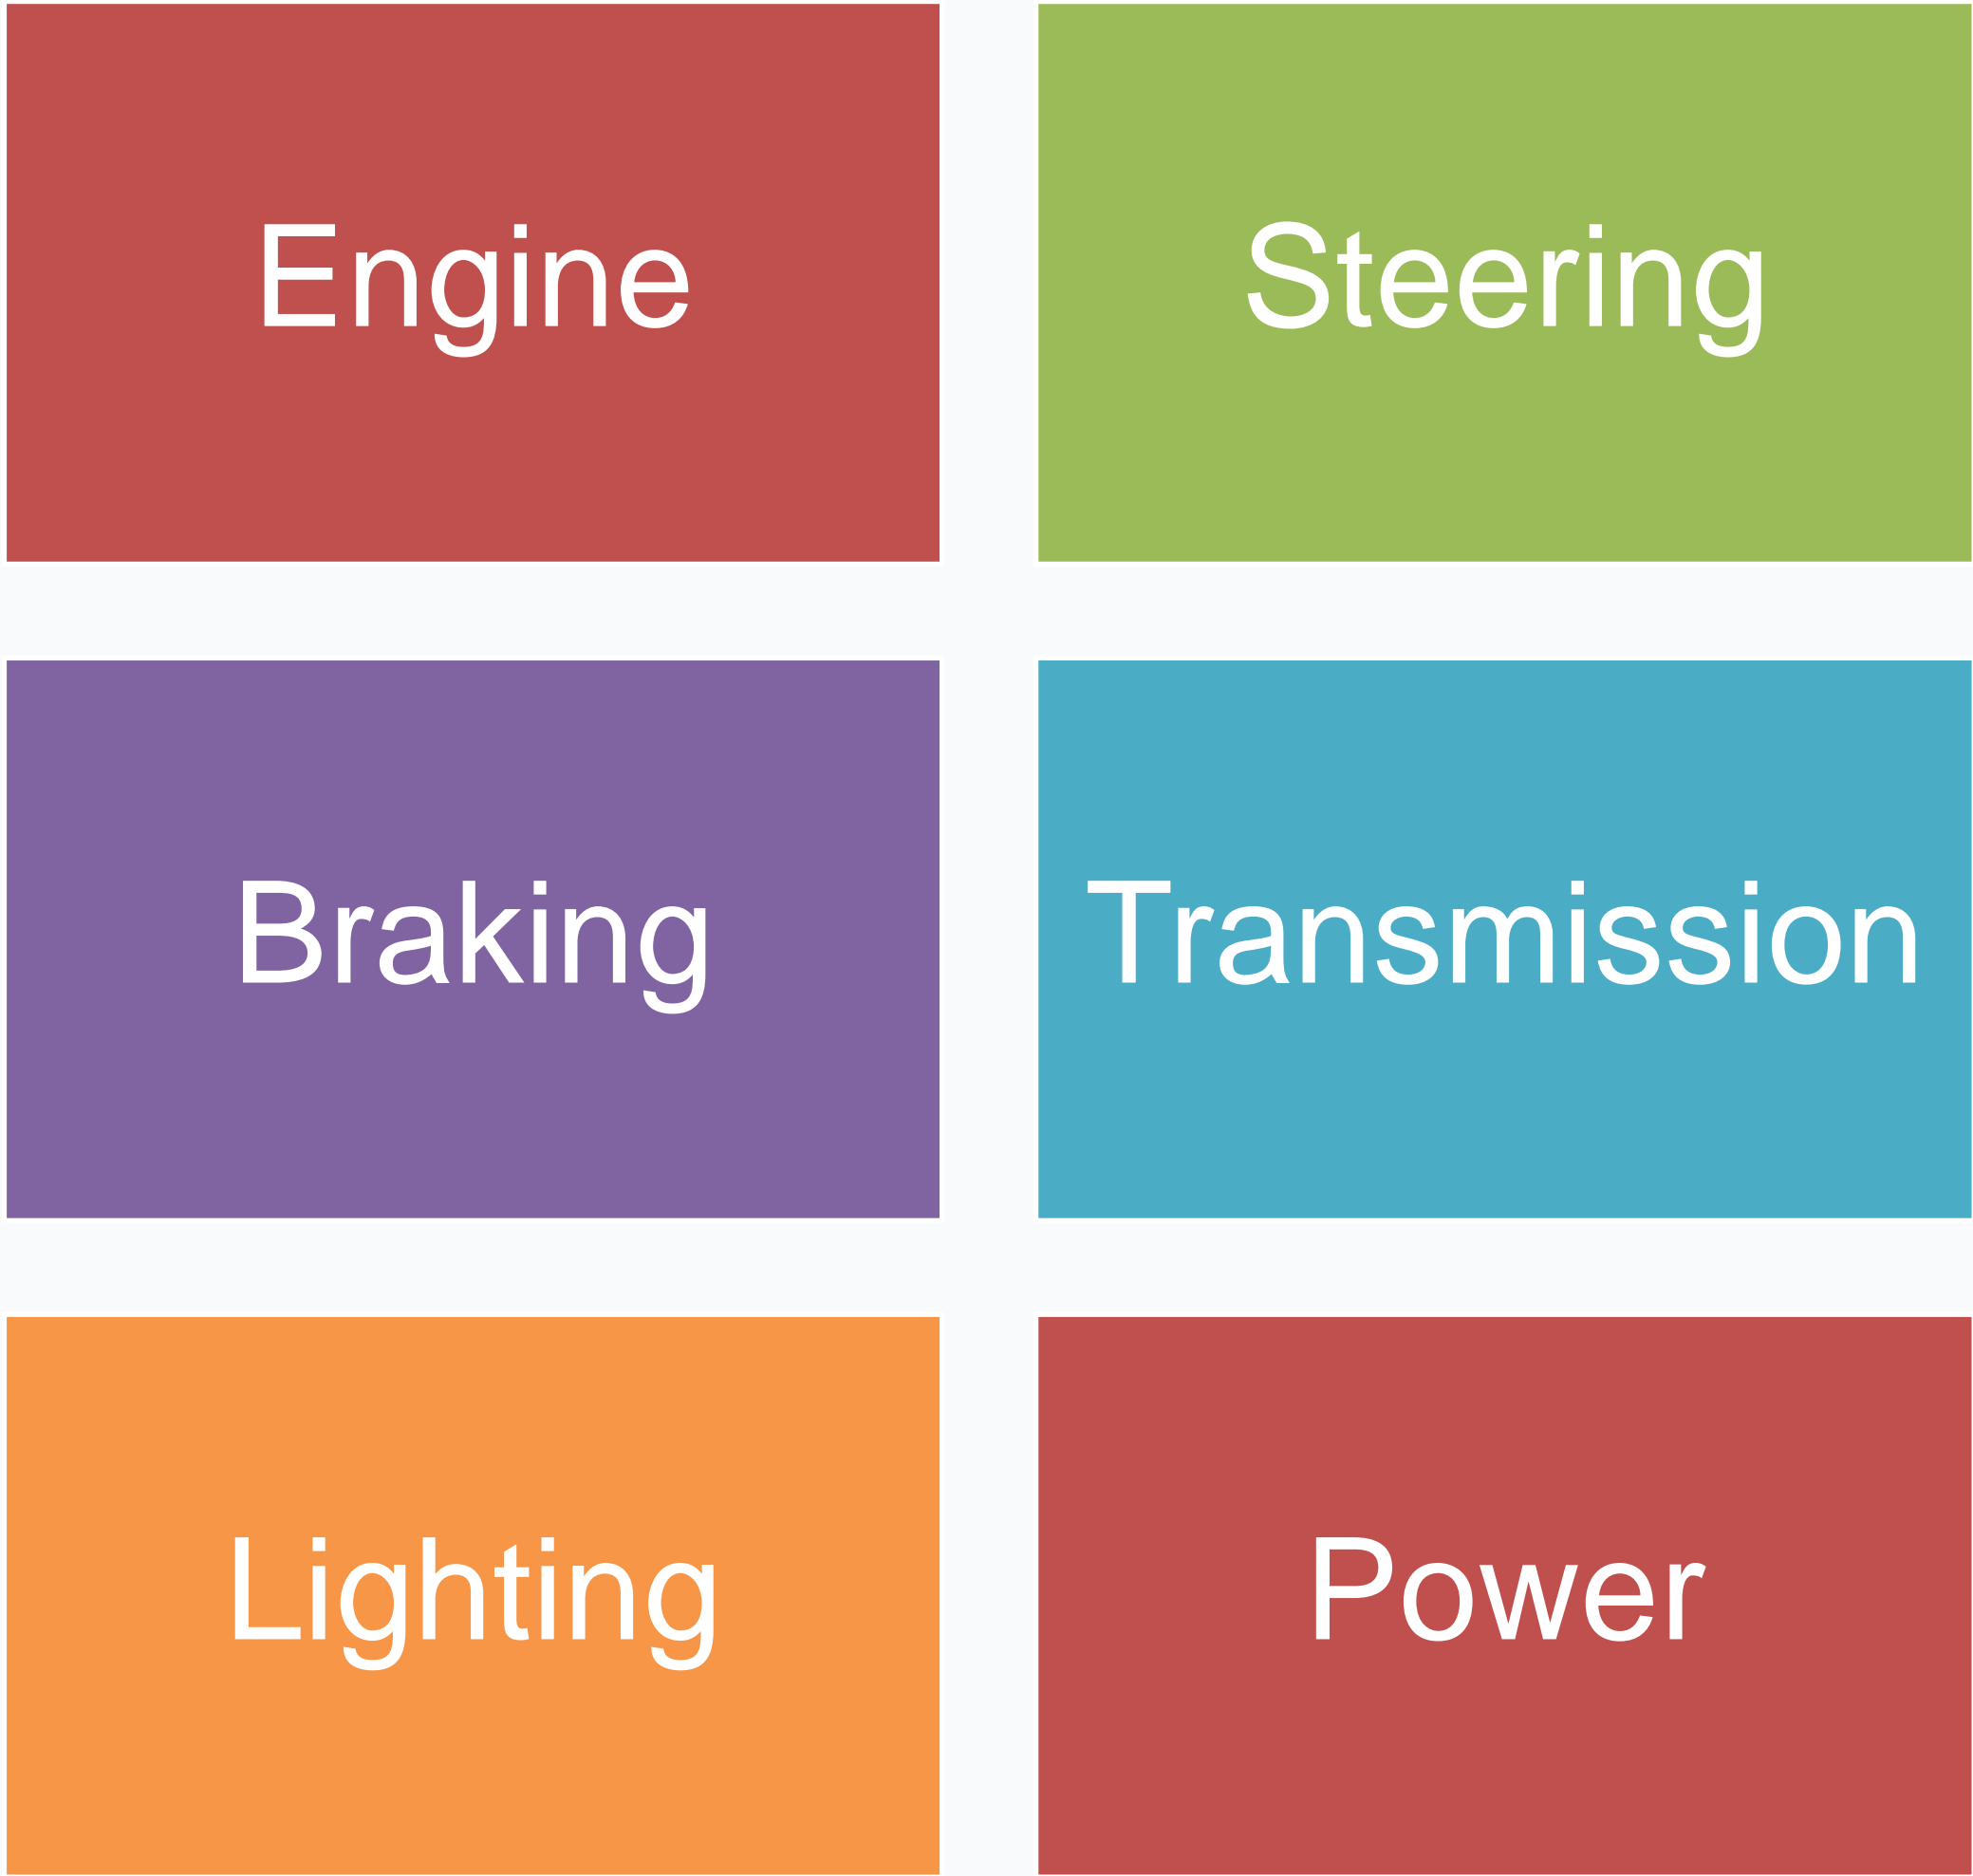 Engine
Steering
Braking
Transmission
Lighting
Power